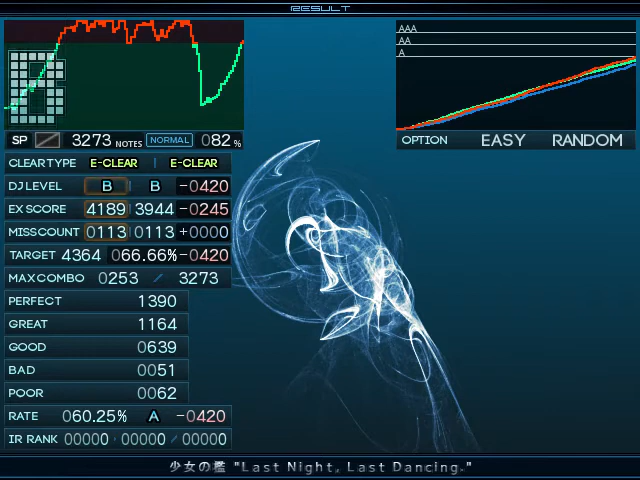 RESULT
AAA
AA
A
SP 3273 NOTES NORMAL 082 %
OPTION EASY RANDOM
CLEARTYPE E-CLEAR | E-CLEAR
DJ LEVEL B | B -0420
EX SCORE 4189 3944 -0245
MISSCOUNT 0113 0113 +0000
TARGET 4364 066.66% -0420
MAXCOMBO 0253 / 3273
PERFECT 1390
GREAT 1164
GOOD 0639
BAD 0051
POOR 0062
RATE 060.25% A -0420
IR RANK 00000 · 00000 / 00000
少女の檻 "Last Night, Last Dancing."